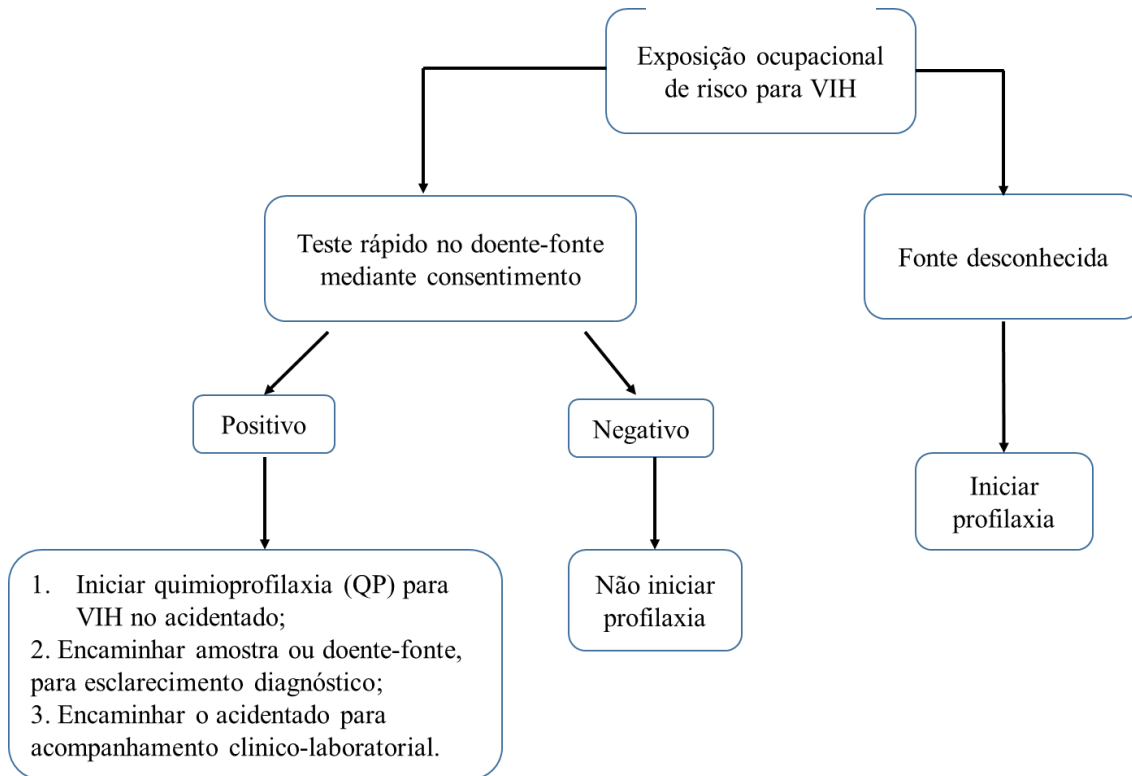 Exposição ocupacional
de risco para VIH
Teste rápido no doente-fonte
mediante consentimento
Fonte desconhecida
Positivo
Negativo
Iniciar
profilaxia
1. Iniciar quimioprofilaxia (QP) para
VIH no acidentado;
2. Encaminhar amostra ou doente-fonte,
para esclarecimento diagnóstico;
3. Encaminhar o acidentado para
acompanhamento clinico-laboratorial.
Não iniciar
profilaxia